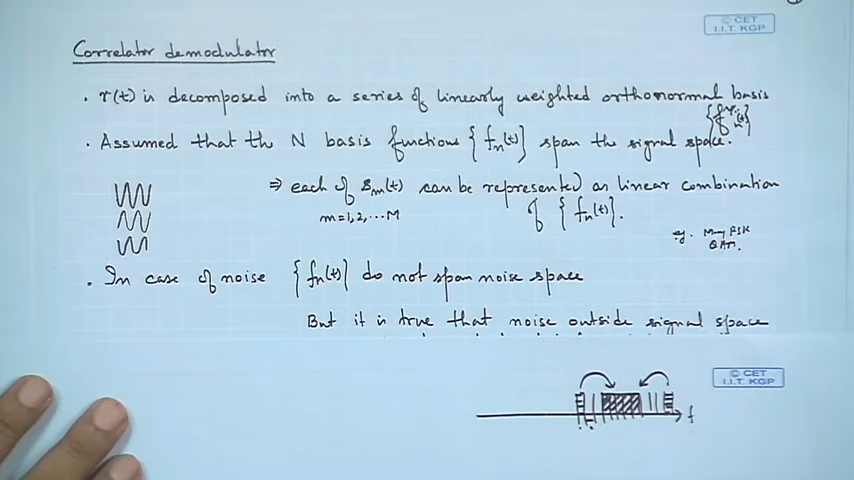 © CET
I.I.T. KGP
Correlator demodulator
. r(t) is decomposed into a series of linearly weighted orthonormal basis
{fn(t)}
. Assumed that the N basis functions {fn(t)} span the signal space.
⇒ each of sm(t) can be represented as linear combination
m=1,2,...M
of {fn(t)}.
eg. M-ary FSK
QAM.
. In case of noise {fn(t)} do not span noise space
But it is true that noise outside signal space
© CET
I.I.T. KGP
f